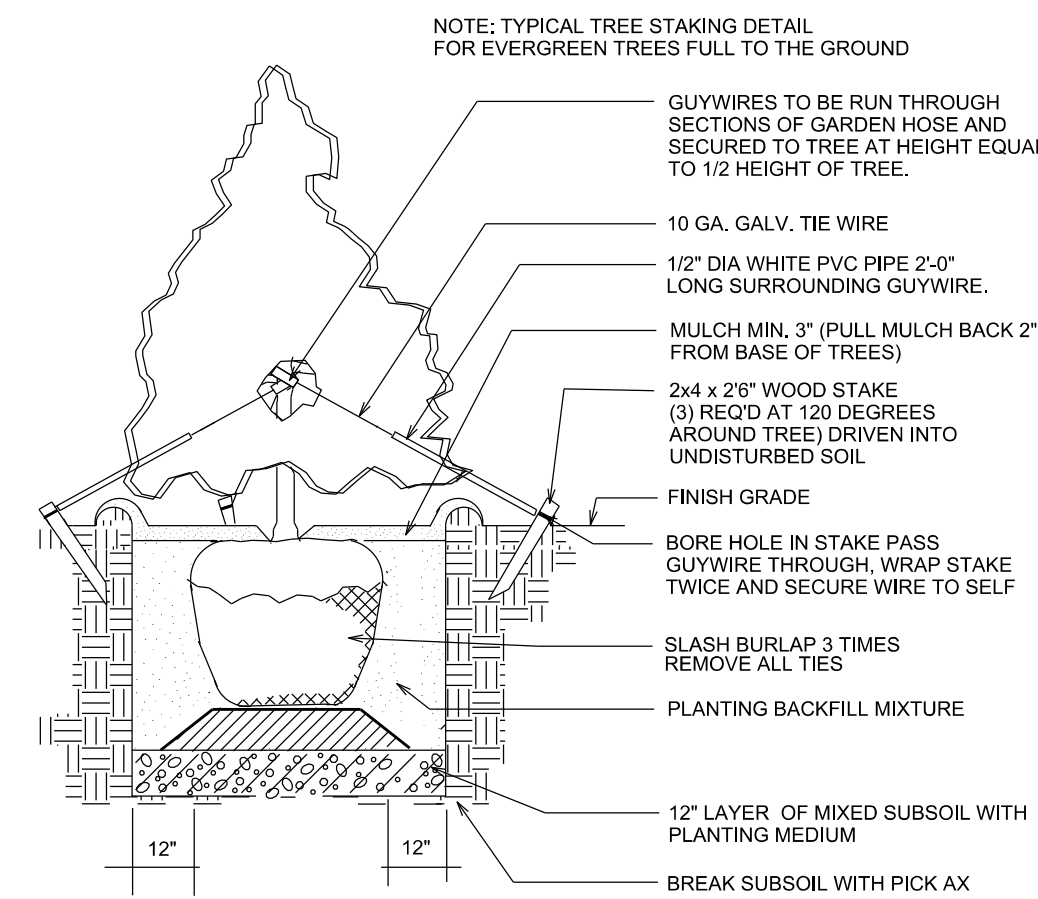 NOTE: TYPICAL TREE STAKING DETAIL
FOR EVERGREEN TREES FULL TO THE GROUND
GUYWIRES TO BE RUN THROUGH
SECTIONS OF GARDEN HOSE AND
SECURED TO TREE AT HEIGHT EQUAL
TO 1/2 HEIGHT OF TREE.
10 GA. GALV. TIE WIRE
1/2" DIA WHITE PVC PIPE 2'-0"
LONG SURROUNDING GUYWIRE.
MULCH MIN. 3" (PULL MULCH BACK 2"
FROM BASE OF TREES)
2x4 x 2'6" WOOD STAKE
(3) REQ'D AT 120 DEGREES
AROUND TREE) DRIVEN INTO
UNDISTURBED SOIL
FINISH GRADE
BORE HOLE IN STAKE PASS
GUYWIRE THROUGH, WRAP STAKE
TWICE AND SECURE WIRE TO SELF
SLASH BURLAP 3 TIMES
REMOVE ALL TIES
PLANTING BACKFILL MIXTURE
12" LAYER OF MIXED SUBSOIL WITH
PLANTING MEDIUM
12"
12"
BREAK SUBSOIL WITH PICK AX